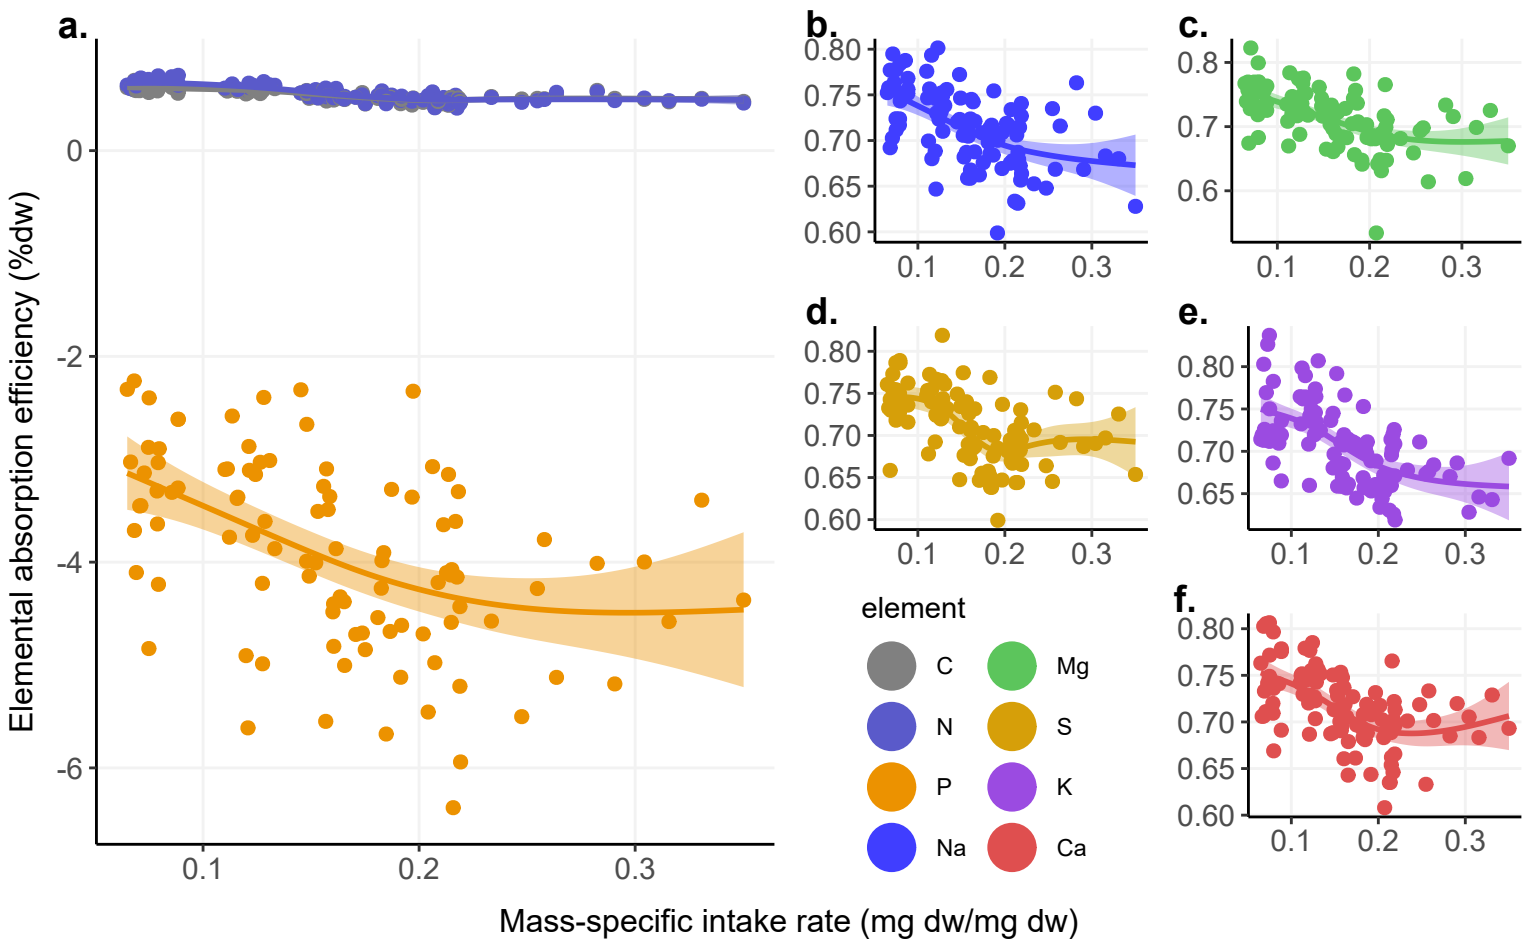 a.
0
-2
-4
-6
0.1 0.2 0.3
Elemental absorption efficiency (%dw)
b.
0.80
0.75
0.70
0.65
0.60
0.1 0.2 0.3
c.
0.8
0.7
0.6
0.1 0.2 0.3
d.
0.80
0.75
0.70
0.65
0.60
0.1 0.2 0.3
e.
0.80
0.75
0.70
0.65
0.1 0.2 0.3
element
C Mg
N S
P K
Na Ca
f.
0.80
0.75
0.70
0.65
0.60
0.1 0.2 0.3
Mass-specific intake rate (mg dw/mg dw)